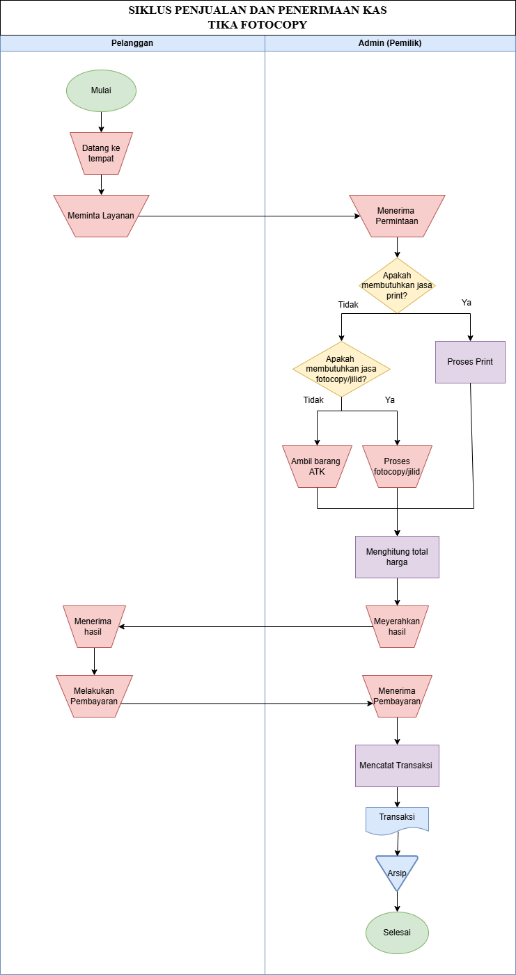 SIKLUS PENJUALAN DAN PENERIMAAN KAS
TIKA FOTOCOPY
Pelanggan
Admin (Pemilik)
Mulai
Datang ke
tempat
Meminta Layanan
Menerima
Permintaan
Apakah
membutuhkan jasa
print?
Tidak
Ya
Apakah
membutuhkan jasa
fotocopy/jilid?
Proses Print
Tidak
Ya
Ambil barang
ATK
Proses
fotocopy/jilid
Menghitung total
harga
Menerima
hasil
Meyerahkan
hasil
Melakukan
Pembayaran
Menerima
Pembayaran
Mencatat Transaksi
Transaksi
Arsip
Selesai